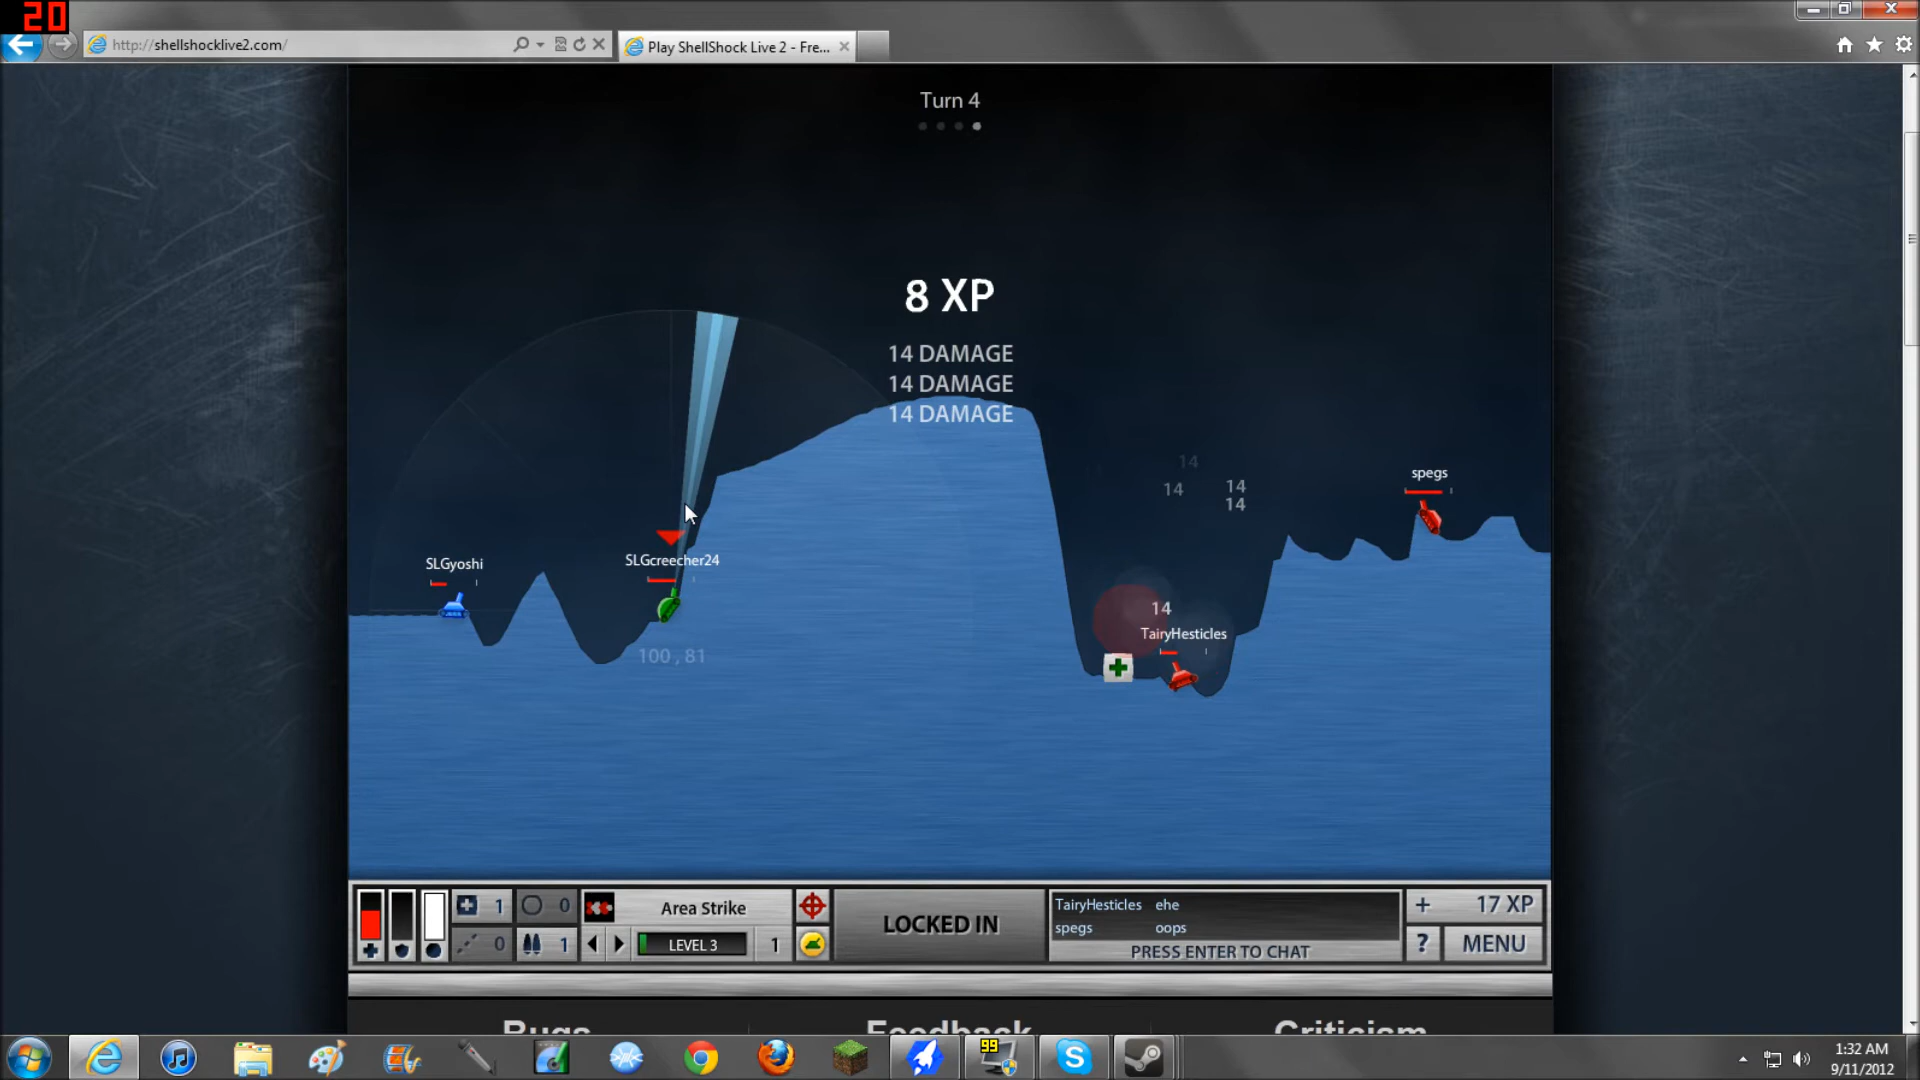 20
http://shellshocklive2.com/
Play ShellShock Live 2 - Fre...
Turn 4
8 XP
14 DAMAGE
14 DAMAGE
14 DAMAGE
14
14
14
14
spegs
SLGyoshi
SLGcreecher24
14
TairyHesticles
100 , 81
1
0
Area Strike
0
1
LEVEL 3
1
LOCKED IN
TairyHesticles ehe
spegs oops
PRESS ENTER TO CHAT
+ 17 XP
? MENU
Bugs
Feedback
Criticism
99
1:32 AM
9/11/2012